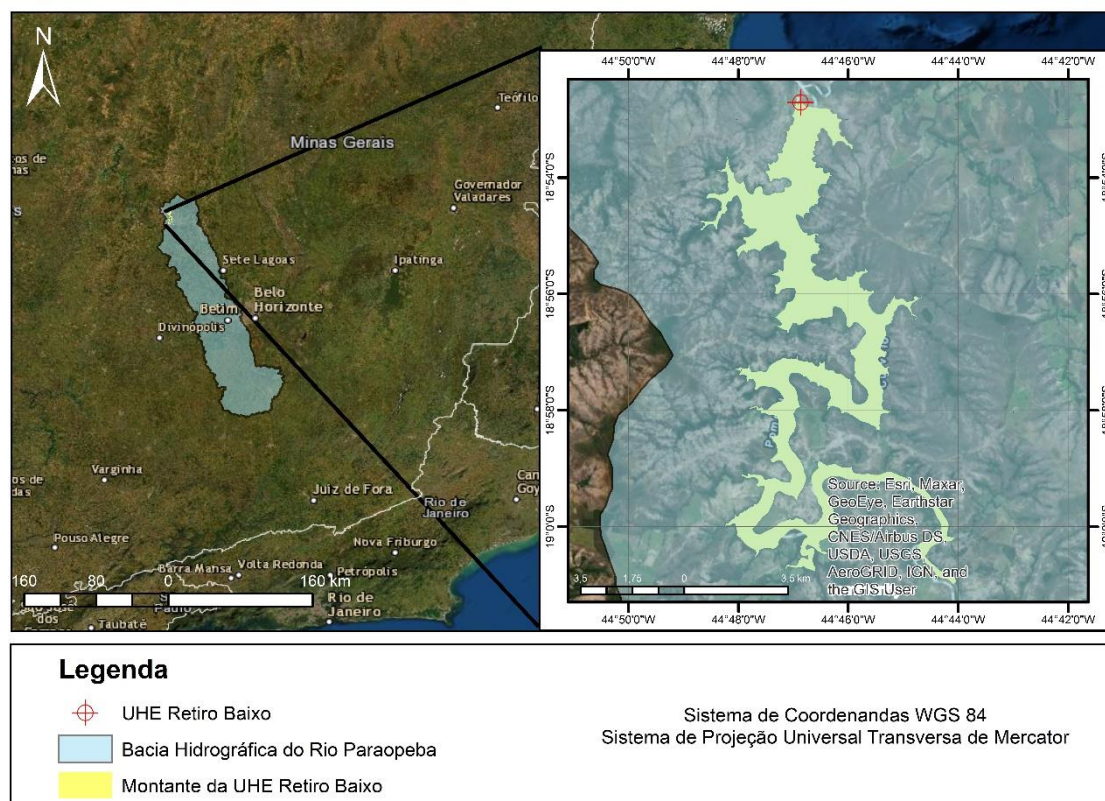 N
Minas Gerais
Teófilo
Governador
Valadares
Sete Lagoas
Ipatinga
Belo
Horizonte
Betim
Divinópolis
Varginha
Juiz de Fora
Rio de
Janeiro
Pouso Alegre
Nova Friburgo
Barra Mansa
Volta Redonda
Petrópolis
Rio de
Janeiro
Taubaté
160 80 0 160 km
44°50'0"W 44°48'0"W 44°46'0"W 44°44'0"W 44°42'0"W
18°54'0"S 18°54'0"S
18°56'0"S
18°58'0"S
19°0'0"S
Source: Esri, Maxar,
GeoEye, Earthstar
Geographics,
CNES/Airbus DS,
USDA, USGS,
AeroGRID, IGN, and
the GIS User
3.5 1.75 0 3.5 km
44°50'0"W 44°48'0"W 44°46'0"W 44°44'0"W 44°42'0"W
Legenda
UHE Retiro Baixo
Bacia Hidrográfica do Rio Paraopeba
Montante da UHE Retiro Baixo
Sistema de Coordenandas WGS 84
Sistema de Projeção Universal Transversa de Mercator